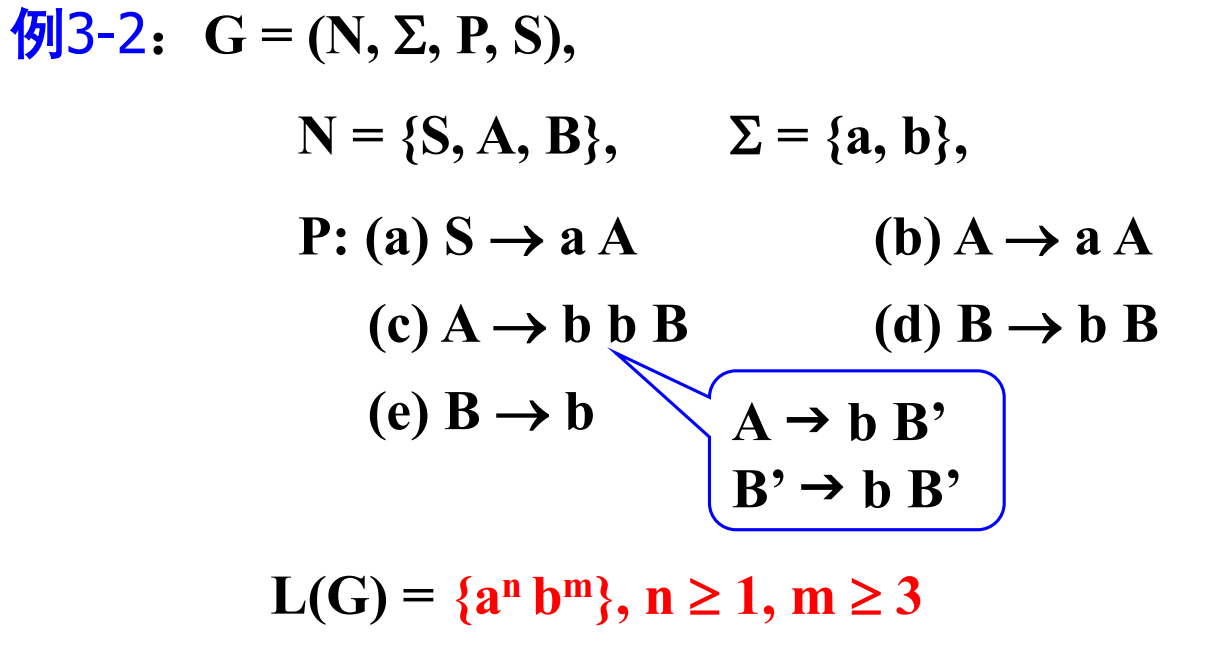 例3-2：G = (N, Σ, P, S),
N = {S, A, B},   Σ = {a, b},
P: (a) S → a A   (b) A → a A
(c) A → b b B   (d) B → b B
(e) B → b
A → b B’
B’ → b B’
L(G) = {aⁿ bᵐ}, n ≥ 1, m ≥ 3